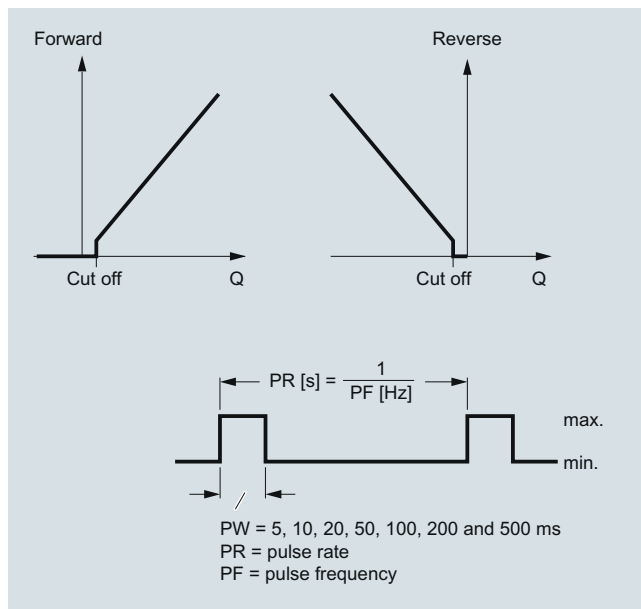 Forward
Reverse
Cut off
Q
Cut off
Q
PR [s] = 1 / PF [Hz]
max.
min.
PW = 5, 10, 20, 50, 100, 200 and 500 ms
PR = pulse rate
PF = pulse frequency